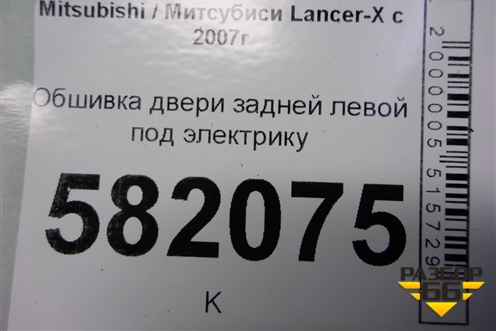 Mitsubishi / Митсубиси Lancer-X с
2007г
Обшивка двери задней левой
под электрику
582075
К
2000005515729
РАЗБОР
66